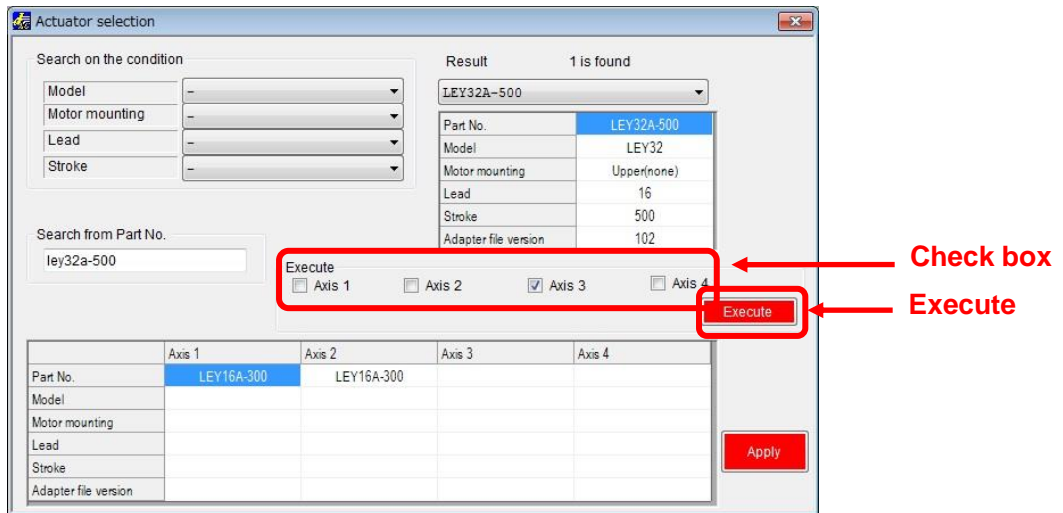 Actuator selection
Search on the condition
Model -
Motor mounting -
Lead -
Stroke -
Result 1 is found
LEY32A-500
Part No. LEY32A-500
Model LEY32
Motor mounting Upper(none)
Lead 16
Stroke 500
Adapter file version 102
Search from Part No.
ley32a-500
Execute
Axis 1 Axis 2 Axis 3 Axis 4
Execute
Check box
Execute
Axis 1 Axis 2 Axis 3 Axis 4
Part No. LEY16A-300 LEY16A-300
Model
Motor mounting
Lead
Stroke
Adapter file version
Apply